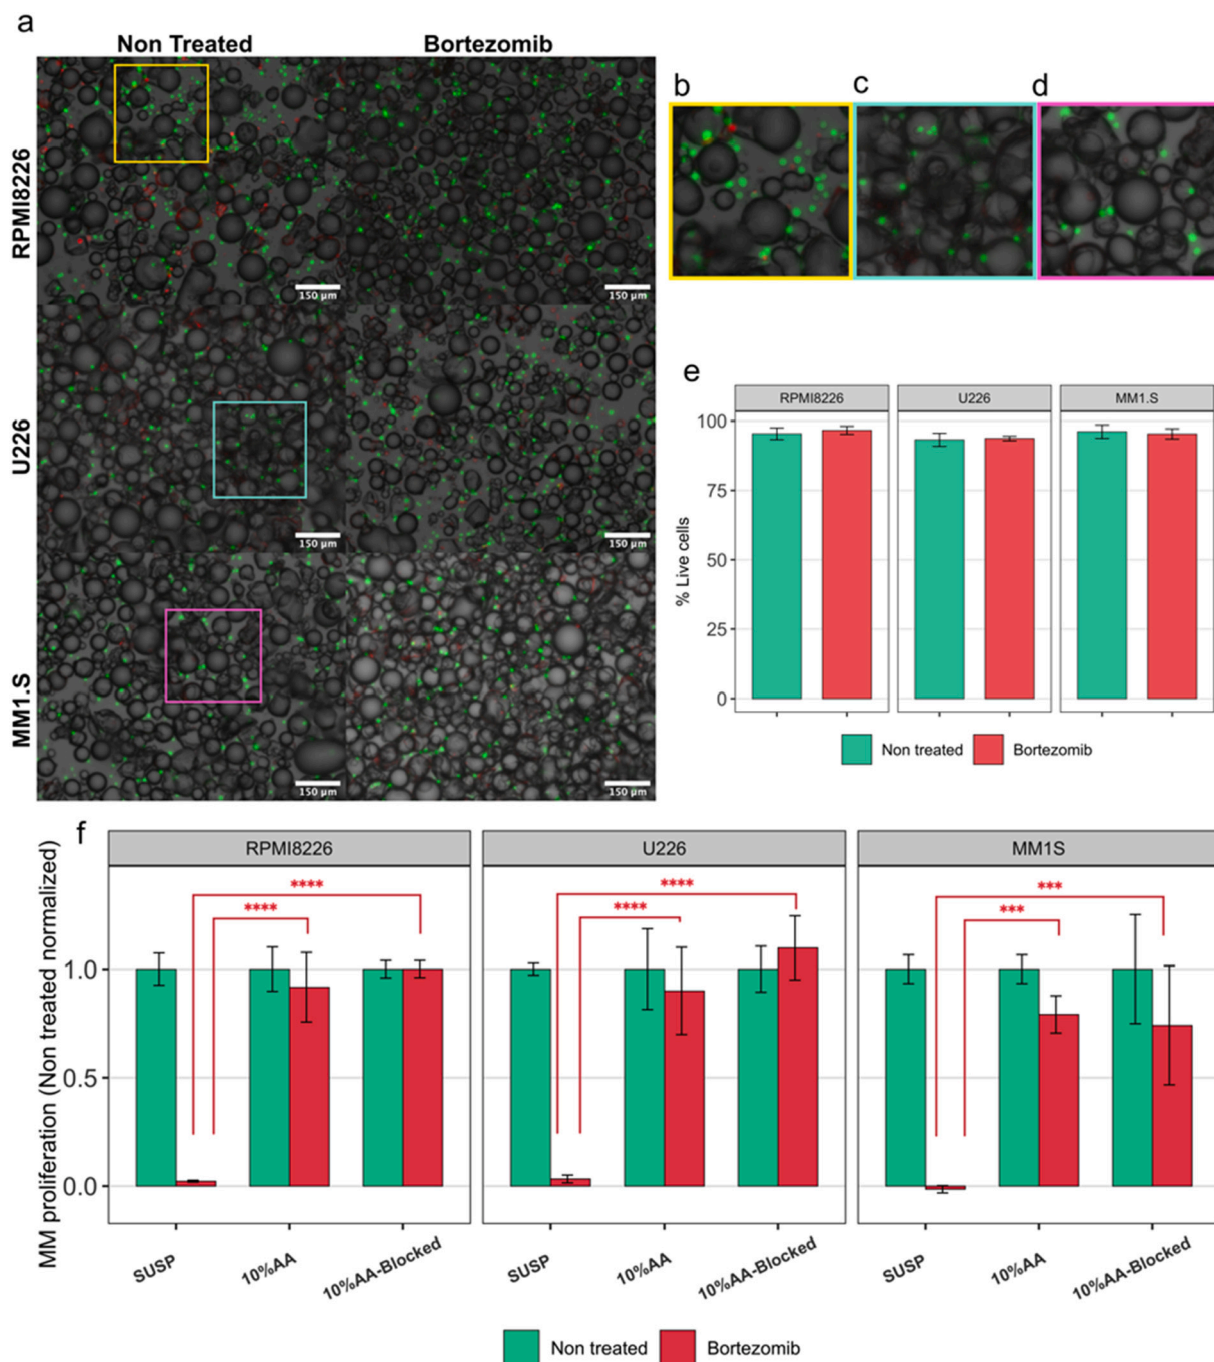 a
Non Treated
Bortezomib
RPMI8226
150 µm
150 µm
U226
150 µm
150 µm
MM1.S
150 µm
150 µm
b
c
d
e
RPMI8226
U226
MM1.S
% Live cells
100
75
50
25
0
Non treated
Bortezomib
f
RPMI8226
U226
MM1S
MM proliferation (Non treated normalized)
****
****
****
****
***
***
1.0
0.5
0.0
SUSP
10%AA
10%AA-Blocked
SUSP
10%AA
10%AA-Blocked
SUSP
10%AA
10%AA-Blocked
Non treated
Bortezomib